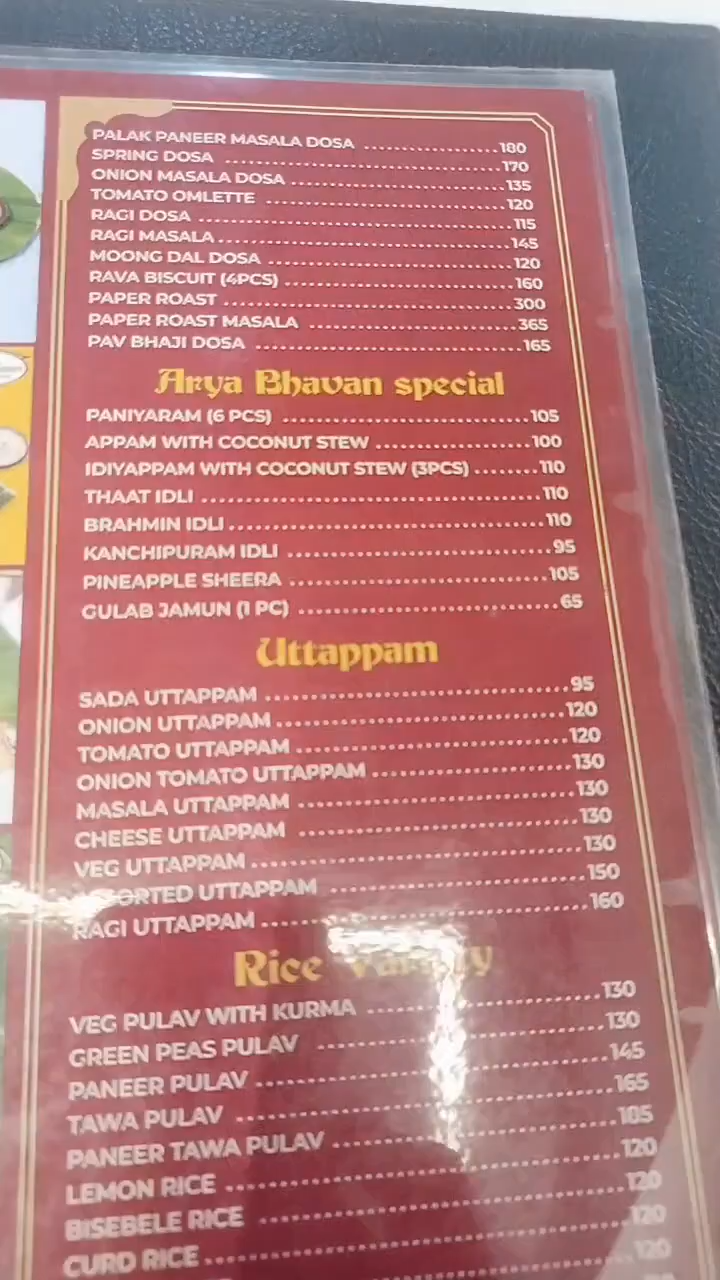 PALAK PANEER MASALA DOSA ........ 180
SPRING DOSA ........ 170
ONION MASALA DOSA ........ 135
TOMATO OMLETTE ........ 120
RAGI DOSA ........ 115
RAGI MASALA ........ 145
MOONG DAL DOSA ........ 120
RAVA BISCUIT (4PCS) ........ 160
PAPER ROAST ........ 300
PAPER ROAST MASALA ........ 365
PAV BHAJI DOSA ........ 165
Arya Bhavan special
PANIYARAM (6 PCS) ........ 105
APPAM WITH COCONUT STEW ........ 100
IDIYAPPAM WITH COCONUT STEW (3PCS) ........ 110
THAAT IDLI ........ 110
BRAHMIN IDLI ........ 110
KANCHIPURAM IDLI ........ 95
PINEAPPLE SHEERA ........ 105
GULAB JAMUN (1 PC) ........ 65
Uttappam
SADA UTTAPPAM ........ 95
ONION UTTAPPAM ........ 120
TOMATO UTTAPPAM ........ 120
ONION TOMATO UTTAPPAM ........ 130
MASALA UTTAPPAM ........ 130
CHEESE UTTAPPAM ........ 130
VEG UTTAPPAM ........ 130
UTTAPPAM ........ 150
RAGI UTTAPPAM ........ 160
Rice
VEG PULAV WITH KURMA ........ 130
GREEN PEAS PULAV ........ 130
PANEER PULAV ........ 145
TAWA PULAV ........ 165
PANEER TAWA PULAV ........
LEMON RICE ........ 120
BISEBELE RICE ........ 120
CURD RICE ........ 120
120